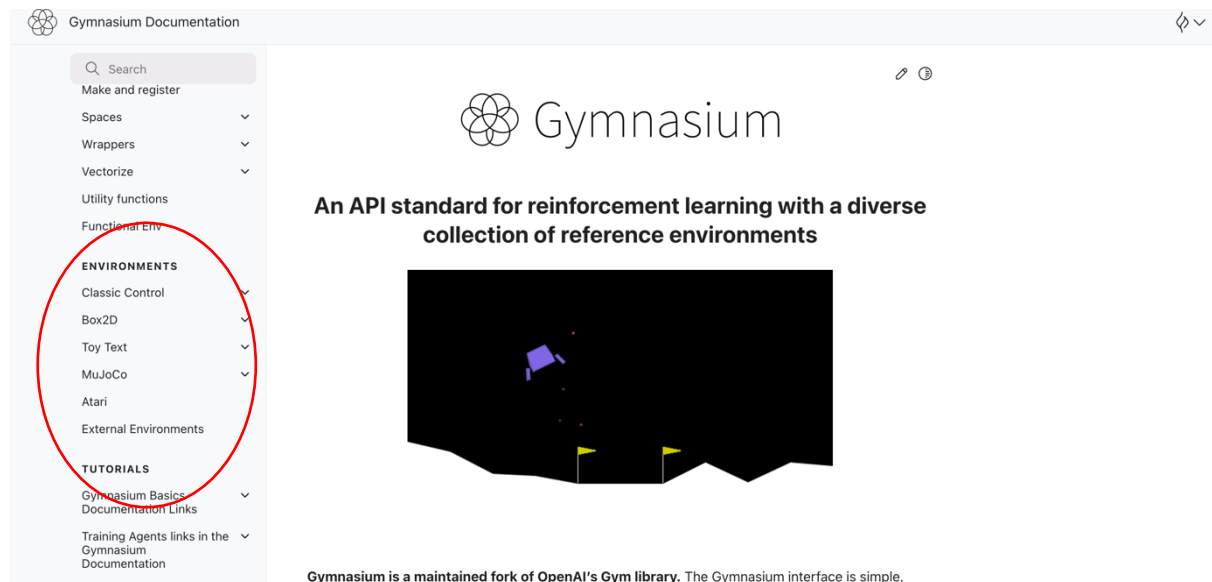 Gymnasium Documentation
Search
Make and register
Spaces
Wrappers
Vectorize
Utility functions
Functional Env
ENVIRONMENTS
Classic Control
Box2D
Toy Text
MuJoCo
Atari
External Environments
TUTORIALS
Gymnasium Basics
Documentation Links
Training Agents links in the
Gymnasium
Documentation
Gymnasium
An API standard for reinforcement learning with a diverse
collection of reference environments
Gymnasium is a maintained fork of OpenAI's Gym library. The Gymnasium interface is simple,